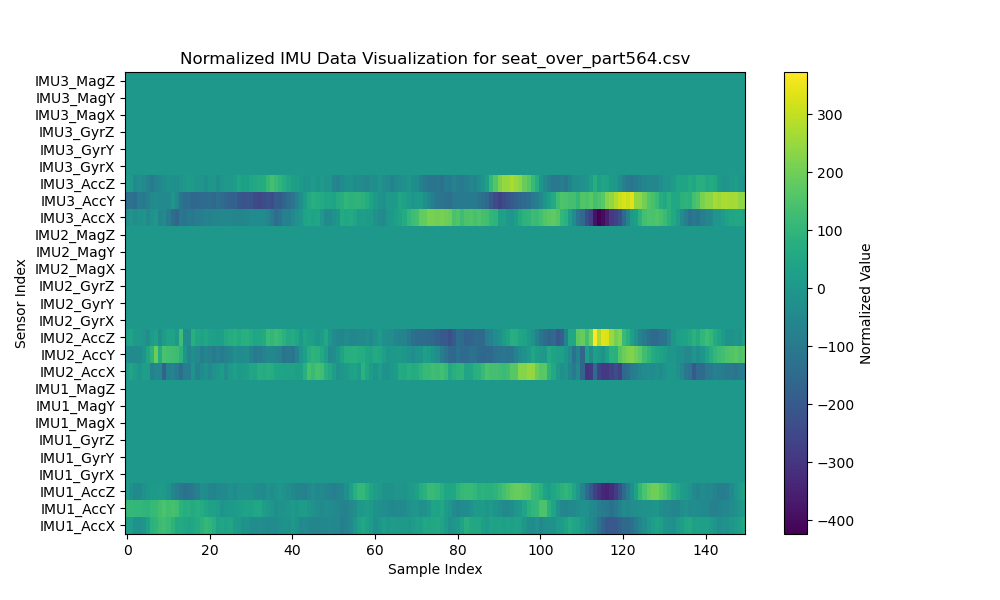 Normalized IMU Data Visualization for seat_over_part564.csv
IMU3_MagZ
IMU3_MagY
IMU3_MagX
IMU3_GyrZ
IMU3_GyrY
IMU3_GyrX
IMU3_AccZ
IMU3_AccY
IMU3_AccX
IMU2_MagZ
IMU2_MagY
IMU2_MagX
IMU2_GyrZ
IMU2_GyrY
IMU2_GyrX
IMU2_AccZ
IMU2_AccY
IMU2_AccX
IMU1_MagZ
IMU1_MagY
IMU1_MagX
IMU1_GyrZ
IMU1_GyrY
IMU1_GyrX
IMU1_AccZ
IMU1_AccY
IMU1_AccX
Sensor Index
0 20 40 60 80 100 120 140
Sample Index
300
200
100
0
−100
−200
−300
−400
Normalized Value